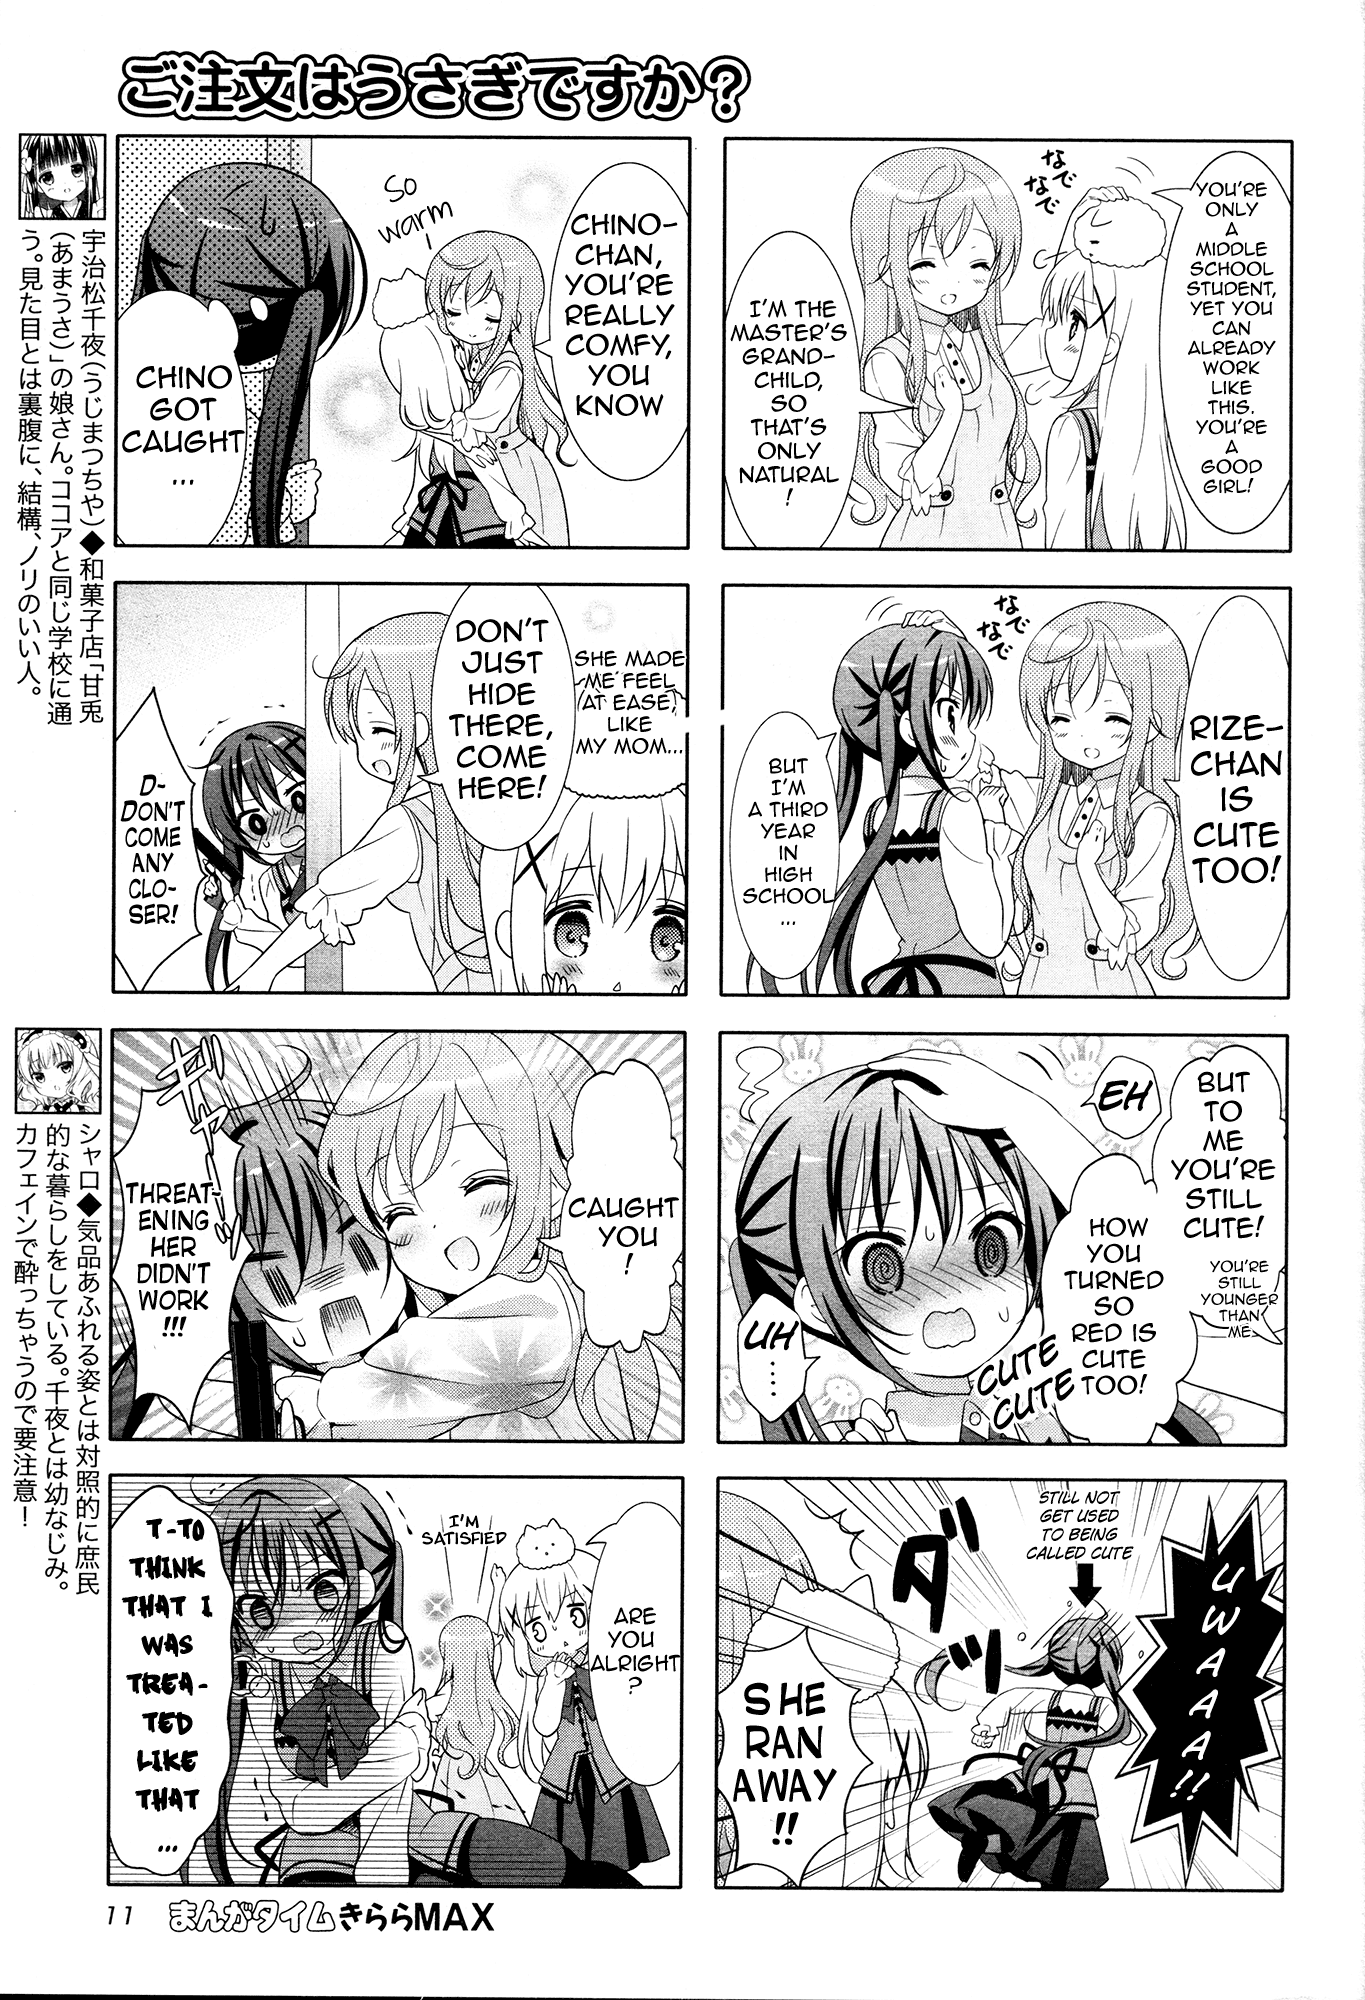 ご注文はうさぎですか？
なで
なで
YOU'RE
ONLY
A
MIDDLE
SCHOOL
STUDENT,
YET YOU
CAN
ALREADY
WORK
LIKE
THIS.
YOU'RE
A
GOOD
GIRL!
I'M THE
MASTER'S
GRAND-
CHILD,
SO
THAT'S
ONLY
NATURAL
!
なで
なで
RIZE-
CHAN
IS
CUTE
TOO!
BUT
I'M
A THIRD
YEAR
IN
HIGH
SCHOOL
...
BUT
TO
ME
YOU'RE
STILL
CUTE!
YOU'RE
STILL
YOUNGER
THAN
ME
EH
HOW
YOU
TURNED
SO
RED IS
CUTE
TOO!
CUTE
CUTE
UH
.....
UWAAAA!!
STILL NOT
GET USED
TO BEING
CALLED CUTE
ダダ
SHE
RAN
AWAY
!!
CHINO-
CHAN,
YOU'RE
REALLY
COMFY,
YOU
KNOW
SO
warm
CHINO
GOT
CAUGHT
...
SHE MADE
ME FEEL
AT EASE,
LIKE
MY MOM...
DON'T
JUST
HIDE
THERE,
COME
HERE!
D-
DON'T
COME
ANY
CLO-
SER!
CAUGHT
YOU
!
ギャギャ
THREAT-
ENING
HER
DIDN'T
WORK
!!!
ARE
YOU
ALRIGHT
?
I'M
SATISFIED
T-TO
THINK
THAT I
WAS
TREA-
TED
LIKE
THAT
...
宇治松千夜（うじまつちや）◆和菓子店「甘兎
（あまうさ）」の娘さん。ココアと同じ学校に通
う。見た目とは裏腹に、結構、ノリのいい人。
シャロ◆気品あふれる姿とは対照的に庶民
的な暮らしをしている。千夜とは幼なじみ。
カフェインで酔っちゃうので要注意！
11 まんがタイムきららMAX